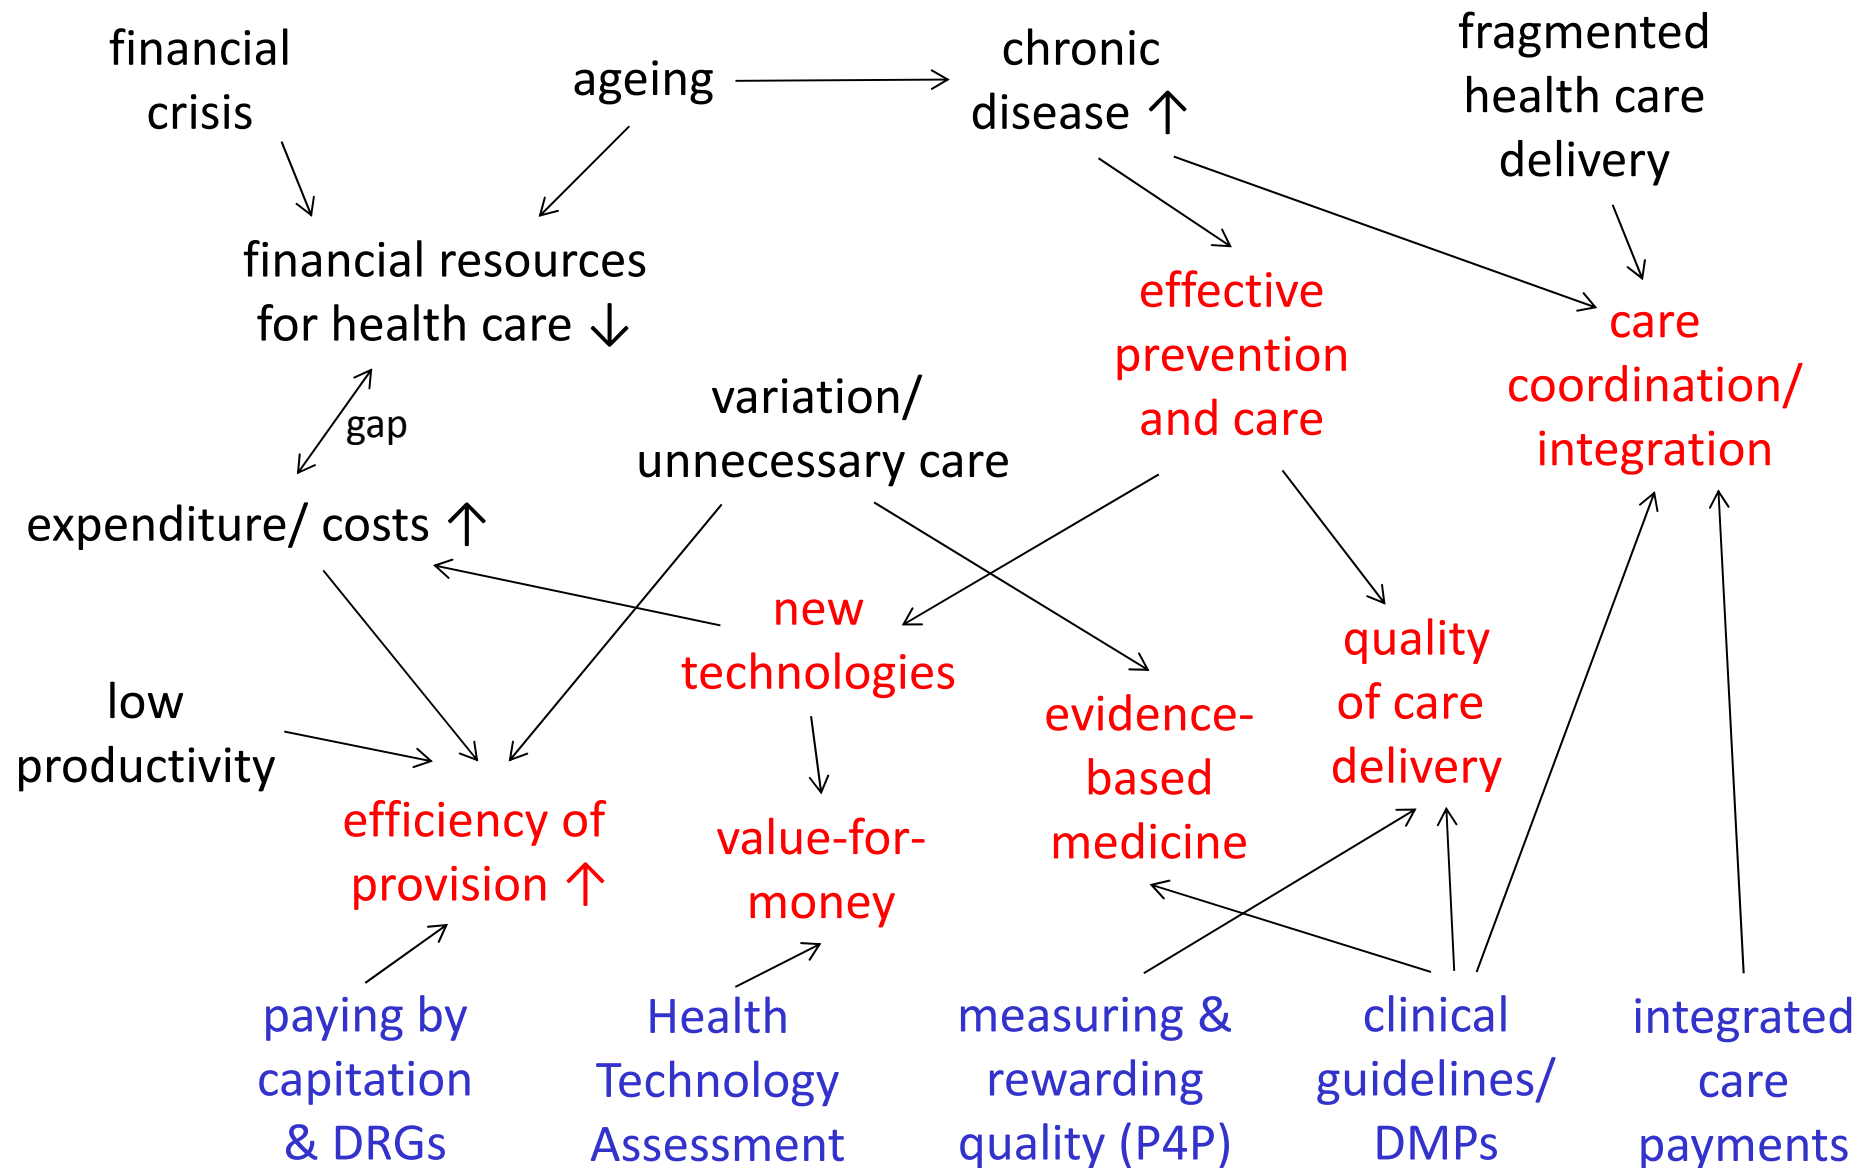 financial
crisis
ageing
chronic
disease ↑
fragmented
health care
delivery
financial resources
for health care ↓
effective
prevention
and care
care
coordination/
integration
gap
variation/
unnecessary care
expenditure/ costs ↑
new
technologies
quality
of care
delivery
low
productivity
evidence-
based
medicine
efficiency of
provision ↑
value-for-
money
paying by
capitation
& DRGs
Health
Technology
Assessment
measuring &
rewarding
quality (P4P)
clinical
guidelines/
DMPs
integrated
care
payments